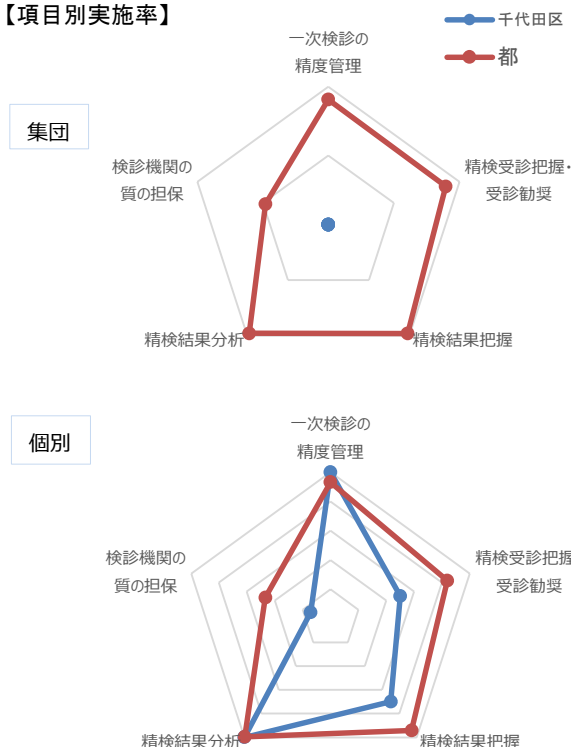 【項目別実施率】
千代田区
都
集団
一次検診の
精度管理
精検受診把握・
受診勧奨
精検結果把握
精検結果分析
検診機関の
質の担保
個別
一次検診の
精度管理
精検受診把握
受診勧奨
精検結果把握
精検結果分析
検診機関の
質の担保